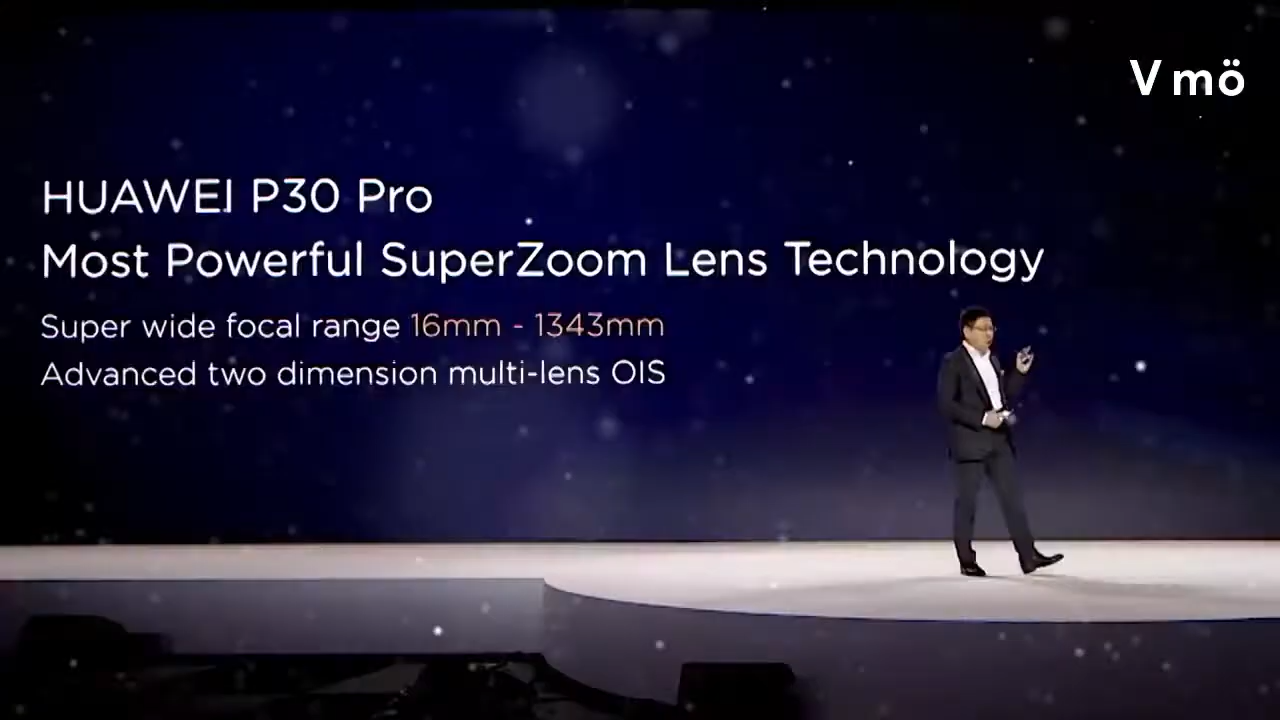 V mö
HUAWEI P30 Pro
Most Powerful SuperZoom Lens Technology
Super wide focal range 16mm - 1343mm
Advanced two dimension multi-lens OIS